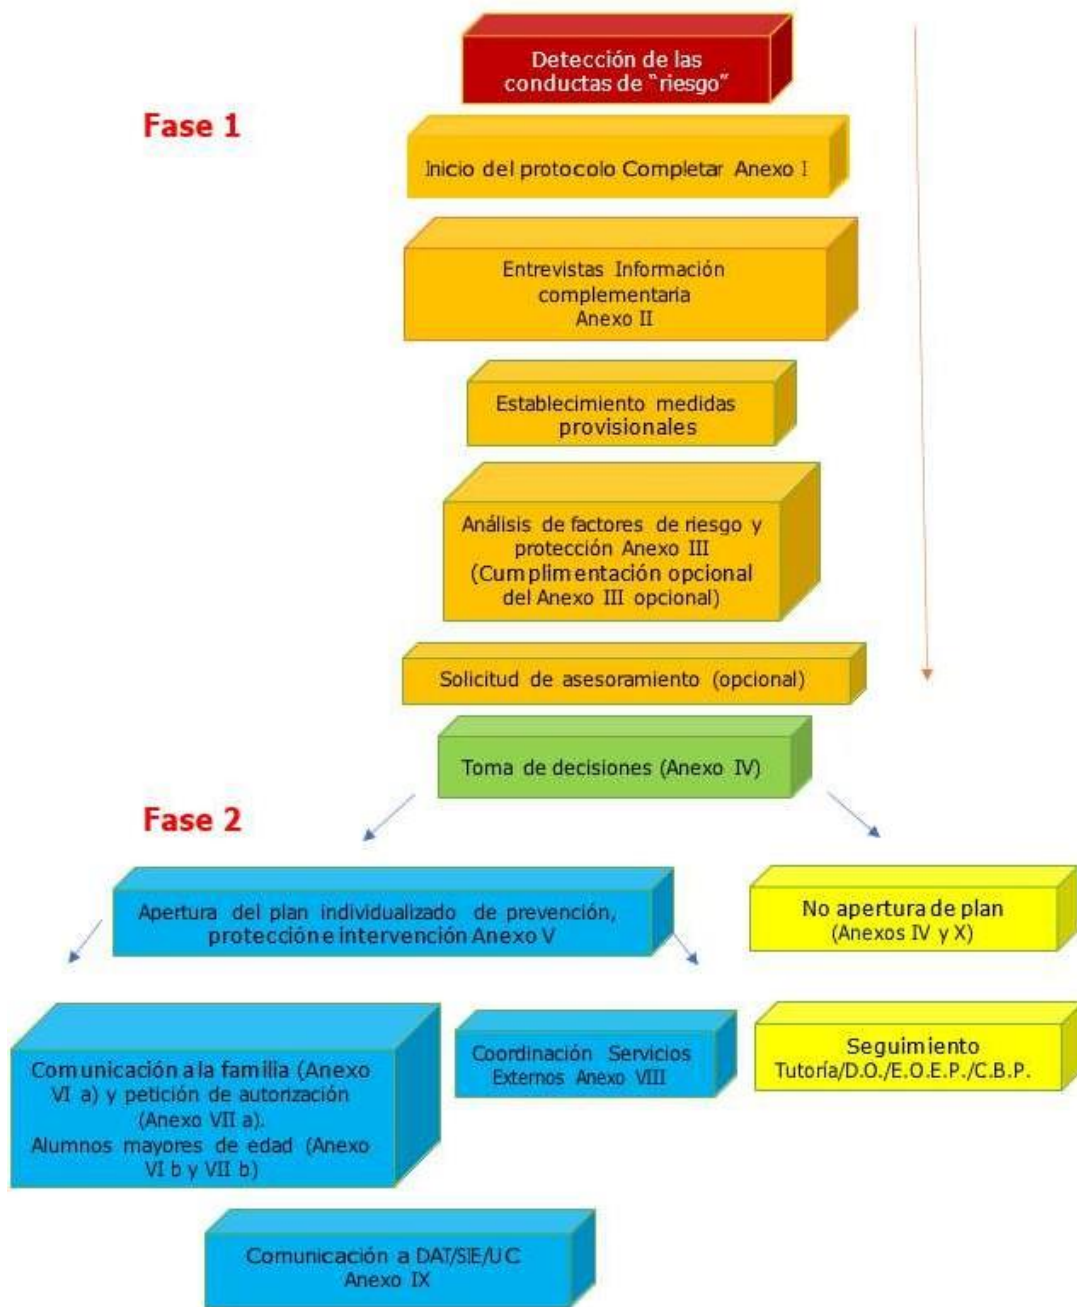 Detección de las
conductas de "riesgo"
Fase 1
Inicio del protocolo Completar Anexo I
Entrevistas Información
complementaria
Anexo II
Establecimiento medidas
provisionales
Análisis de factores de riesgo y
protección Anexo III
(Cumplimentación opcional
del Anexo III opcional)
Solicitud de asesoramiento (opcional)
Toma de decisiones (Anexo IV)
Fase 2
Apertura del plan individualizado de prevención,
protección e intervención Anexo V
No apertura de plan
(Anexos IV y X)
Comunicación a la familia (Anexo
VI a) y petición de autorización
(Anexo VII a).
Alumnos mayores de edad (Anexo
VI b y VII b)
Coordinación Servicios
Externos Anexo VIII
Seguimiento
Tutoría/D.O./E.O.E.P./C.B.P.
Comunicación a DAT/SIE/UC
Anexo IX